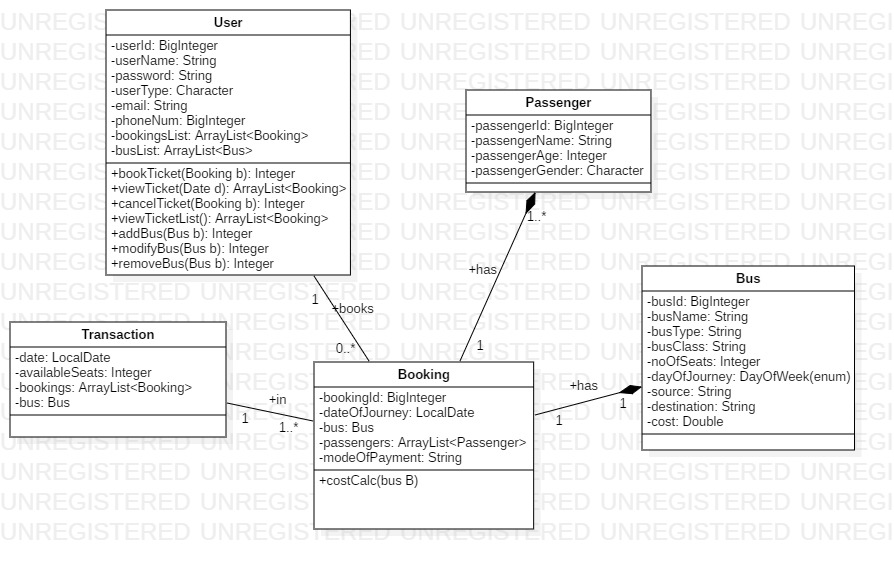 User
-userId: BigInteger
-userName: String
-password: String
-userType: Character
-email: String
-phoneNum: BigInteger
-bookingsList: ArrayList<Booking>
-busList: ArrayList<Bus>
+bookTicket(Booking b): Integer
+viewTicket(Date d): ArrayList<Booking>
+cancelTicket(Booking b): Integer
+viewTicketList(): ArrayList<Booking>
+addBus(Bus b): Integer
+modifyBus(Bus b): Integer
+removeBus(Bus b): Integer
Passenger
-passengerId: BigInteger
-passengerName: String
-passengerAge: Integer
-passengerGender: Character
1..*
+has
1
1
+books
0..*
Bus
-busId: BigInteger
-busName: String
-busType: String
-busClass: String
-noOfSeats: Integer
-dayOfJourney: DayOfWeek(enum)
-source: String
-destination: String
-cost: Double
Transaction
-date: LocalDate
-availableSeats: Integer
-bookings: ArrayList<Booking>
-bus: Bus
+in
1
1..*
Booking
-bookingId: BigInteger
-dateOfJourney: LocalDate
-bus: Bus
-passengers: ArrayList<Passenger>
-modeOfPayment: String
+costCalc(bus B)
+has
1
1
UNREGISTERED